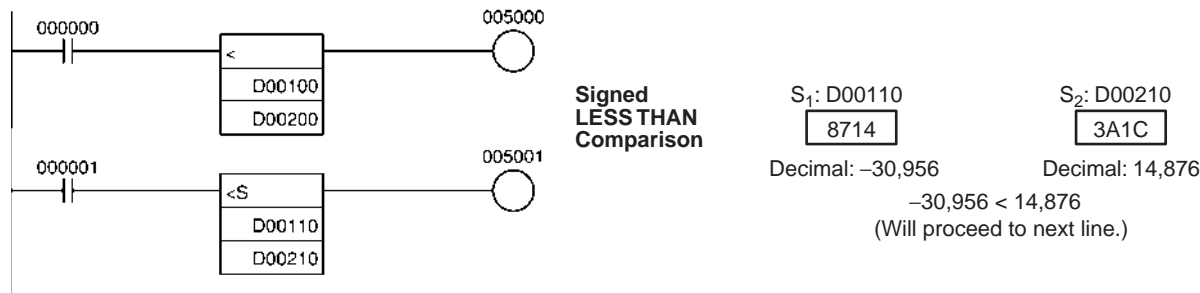 000000
005000
<
D00100
D00200
000001
005001
<S
D00110
D00210
Signed
LESS THAN
Comparison
S₁: D00110
S₂: D00210
8714
3A1C
Decimal: –30,956
Decimal: 14,876
–30,956 < 14,876
(Will proceed to next line.)